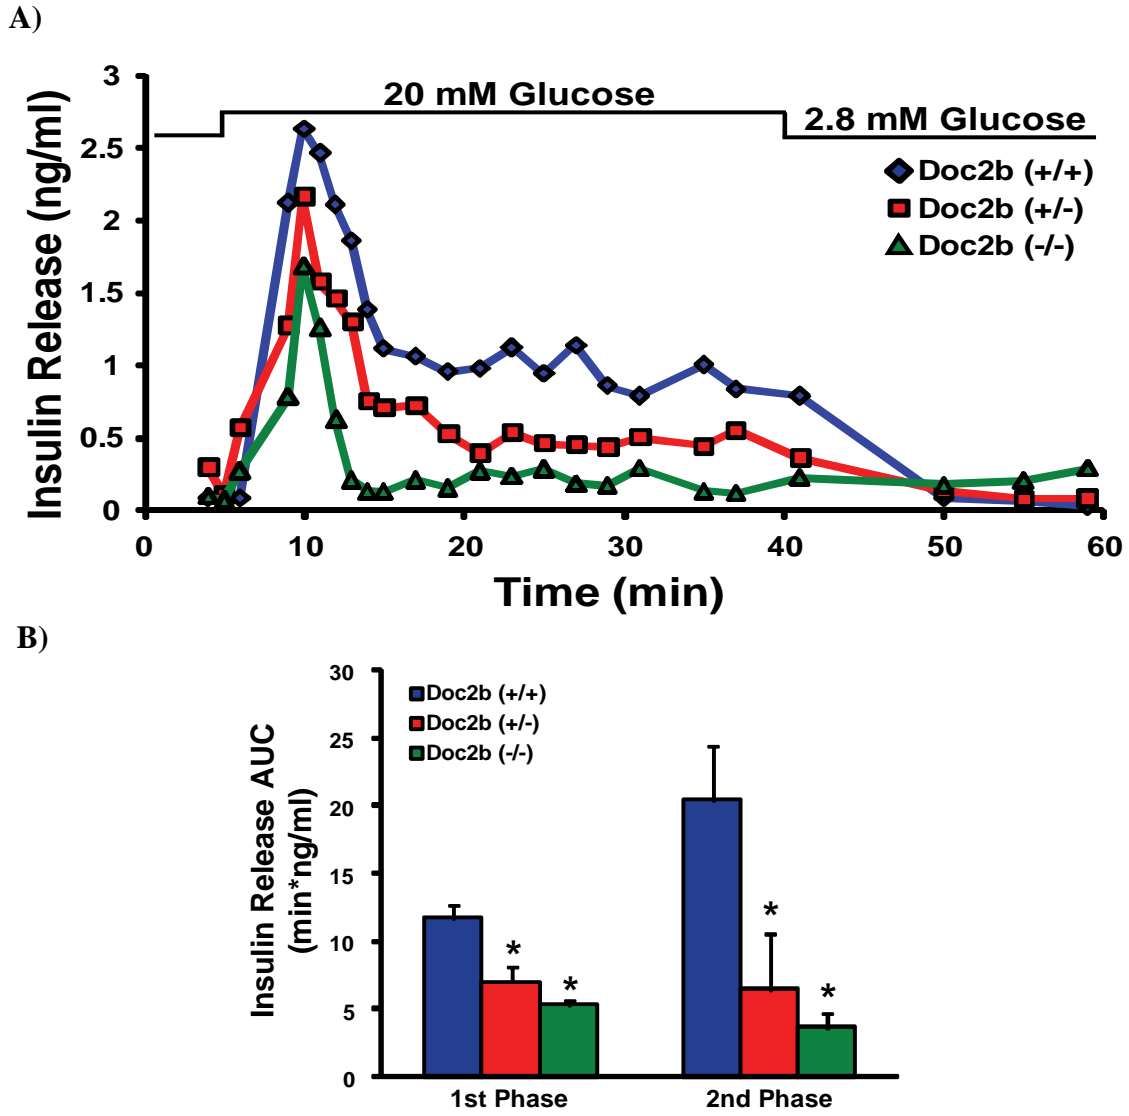 A)
3
2.5
2
1.5
1
0.5
0
Insulin Release (ng/ml)
20 mM Glucose
2.8 mM Glucose
Doc2b (+/+)
Doc2b (+/-)
Doc2b (-/-)
0 10 20 30 40 50 60
Time (min)
B)
30
25
20
15
10
5
0
Insulin Release AUC
(min*ng/ml)
Doc2b (+/+)
Doc2b (+/-)
Doc2b (-/-)
* * * *
1st Phase 2nd Phase